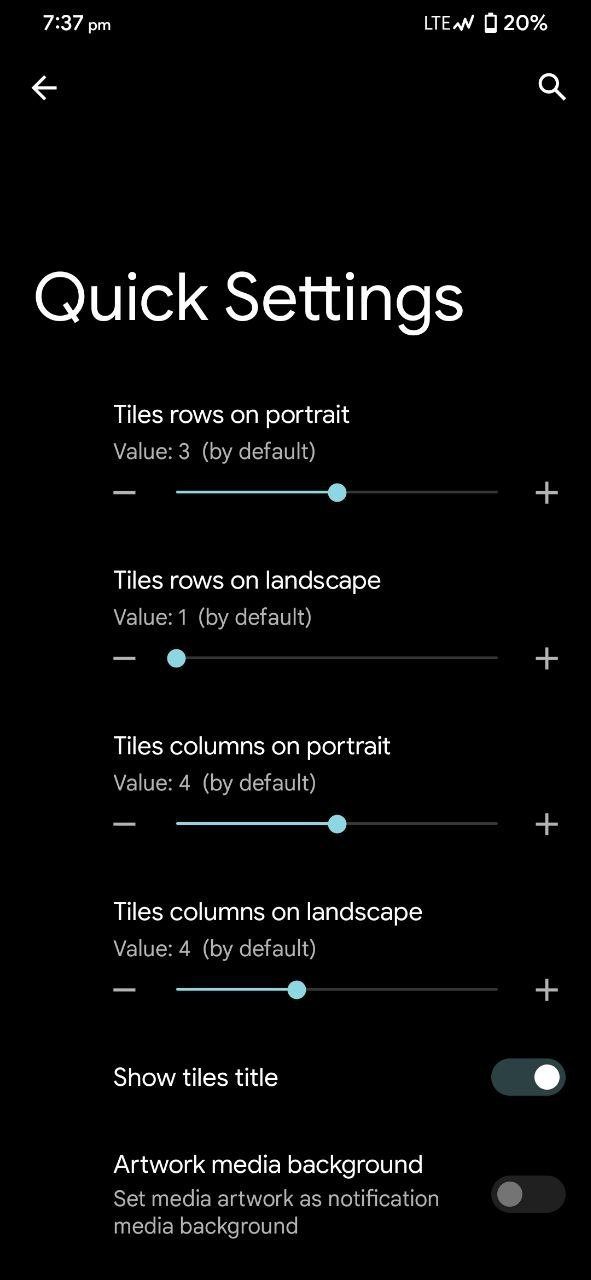 7:37 pm LTE 20%
Quick Settings
Tiles rows on portrait
Value: 3 (by default)
Tiles rows on landscape
Value: 1 (by default)
Tiles columns on portrait
Value: 4 (by default)
Tiles columns on landscape
Value: 4 (by default)
Show tiles title
Artwork media background
Set media artwork as notification
media background